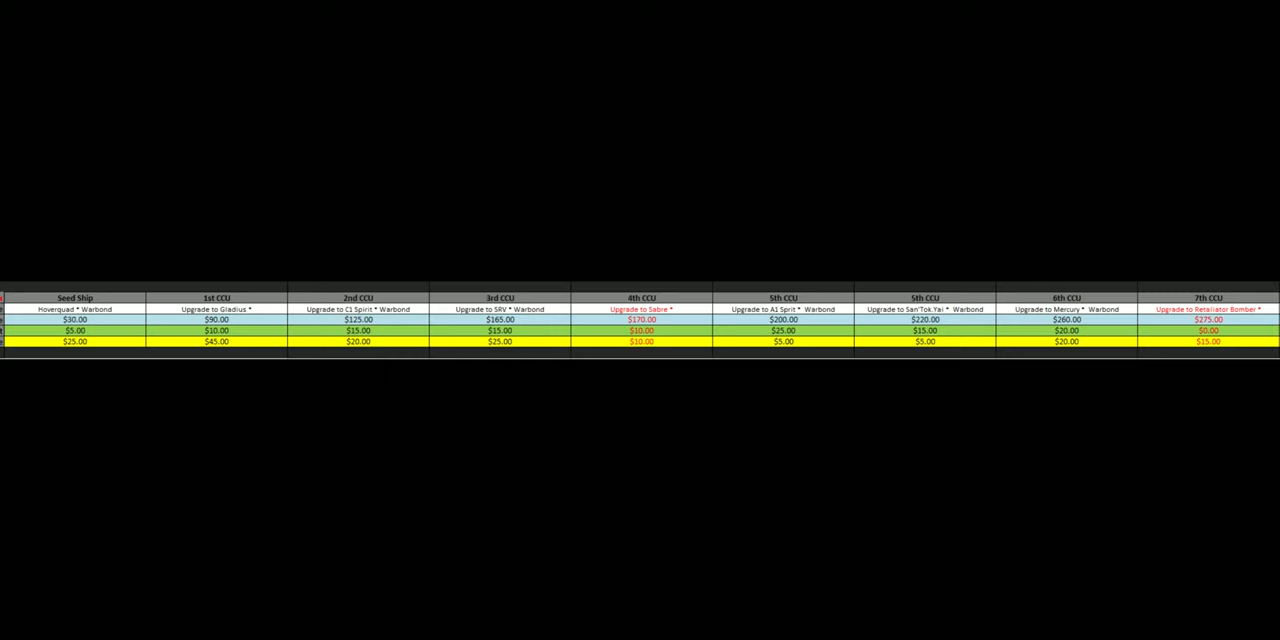 Seed Ship 1st CCU 2nd CCU 3rd CCU 4th CCU 5th CCU 5th CCU 6th CCU 7th CCU
Hoverquad * Warbond Upgrade to Gladius * Upgrade to C1 Spirit * Warbond Upgrade to SRV * Warbond Upgrade to Sabre * Upgrade to A1 Sprit * Warbond Upgrade to San'Tok.Yai * Warbond Upgrade to Mercury * Warbond Upgrade to Retaliator Bomber *
$30.00 $90.00 $125.00 $165.00 $170.00 $200.00 $220.00 $260.00 $275.00
$5.00 $10.00 $15.00 $15.00 $10.00 $25.00 $15.00 $20.00 $0.00
$25.00 $45.00 $20.00 $25.00 $10.00 $5.00 $5.00 $20.00 $15.00